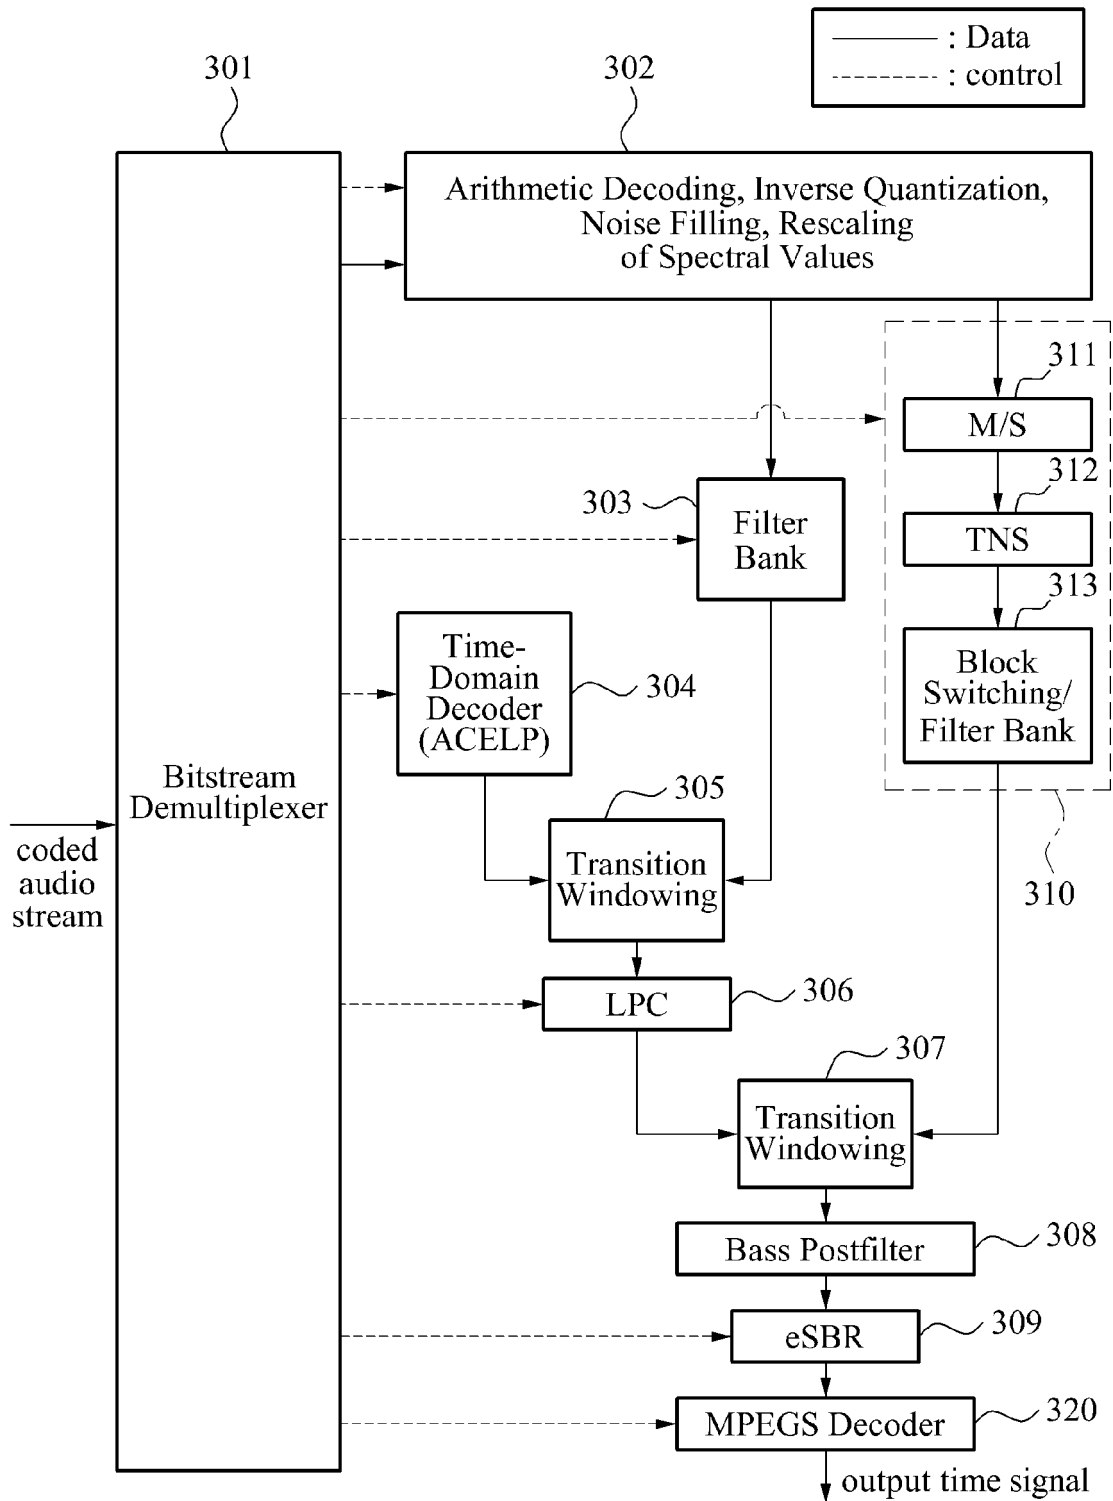 : Data
: control
301
302
Arithmetic Decoding, Inverse Quantization,
Noise Filling, Rescaling
of Spectral Values
311
M/S
312
303
Filter
Bank
TNS
313
Time-
Domain
Decoder
(ACELP)
304
Block
Switching/
Filter Bank
Bitstream
Demultiplexer
305
coded
audio
stream
Transition
Windowing
310
LPC
306
307
Transition
Windowing
Bass Postfilter
308
eSBR
309
MPEGS Decoder
320
output time signal